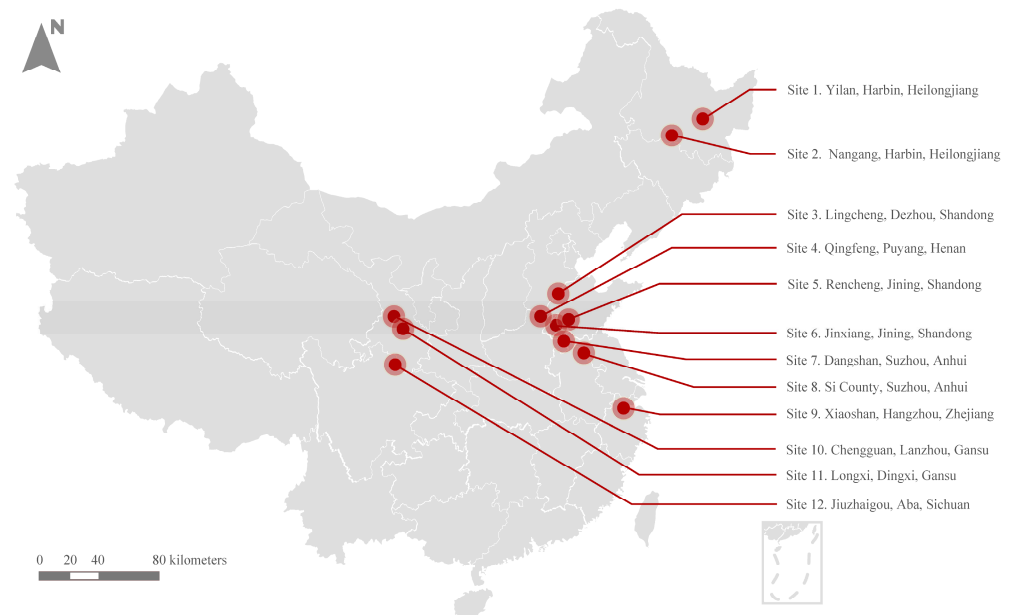 N
Site 1. Yilan, Harbin, Heilongjiang
Site 2. Nangang, Harbin, Heilongjiang
Site 3. Lingcheng, Dezhou, Shandong
Site 4. Qingfeng, Puyang, Henan
Site 5. Rencheng, Jining, Shandong
Site 6. Jinxiang, Jining, Shandong
Site 7. Dangshan, Suzhou, Anhui
Site 8. Si County, Suzhou, Anhui
Site 9. Xiaoshan, Hangzhou, Zhejiang
Site 10. Chengguan, Lanzhou, Gansu
Site 11. Longxi, Dingxi, Gansu
Site 12. Jiuzhaigou, Aba, Sichuan
0 20 40 80 kilometers